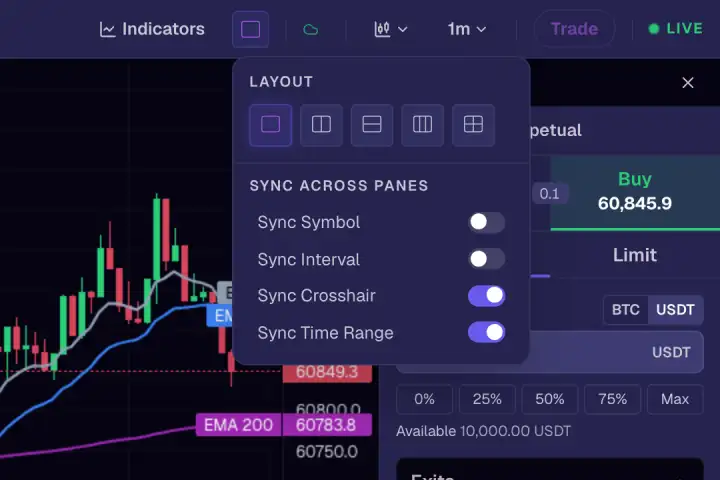 Indicators
1m
Trade
LIVE
LAYOUT
SYNC ACROSS PANES
Sync Symbol
Sync Interval
Sync Crosshair
Sync Time Range
petual
0.1
Buy
60,845.9
Limit
BTC USDT
USDT
0% 25% 50% 75% Max
Available 10,000.00 USDT
60849.3
60800.0
EMA 200 60783.8
60750.0